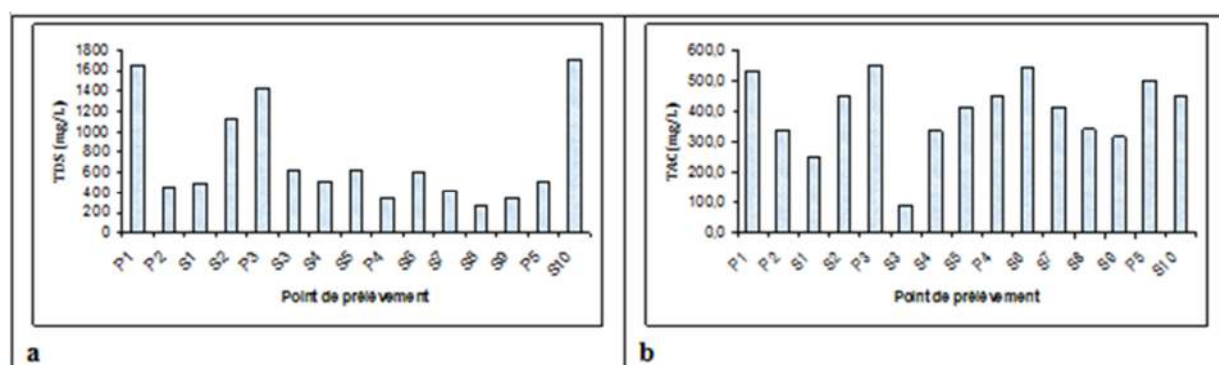 1800
1600
1400
1200
1000
800
600
400
200
0
TDS (mg/L)
P1 P2 S1 S2 P3 S3 S4 S5 P4 S6 S7 S8 S9 P5 S10
Point de prélèvement
a
600,0
500,0
400,0
300,0
200,0
100,0
0,0
TAC(mg/L)
P1 P2 S1 S2 P3 S3 S4 S5 P4 S6 S7 S8 S9 P5 S10
Point de prélèvement
b